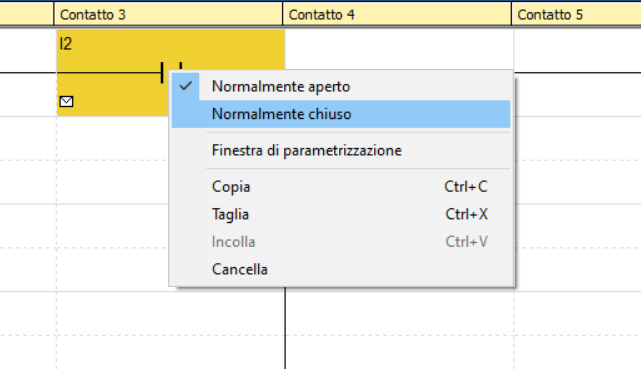 Contatto 3
Contatto 4
Contatto 5
I2
Normalmente aperto
Normalmente chiuso
Finestra di parametrizzazione
Copia Ctrl+C
Taglia Ctrl+X
Incolla Ctrl+V
Cancella